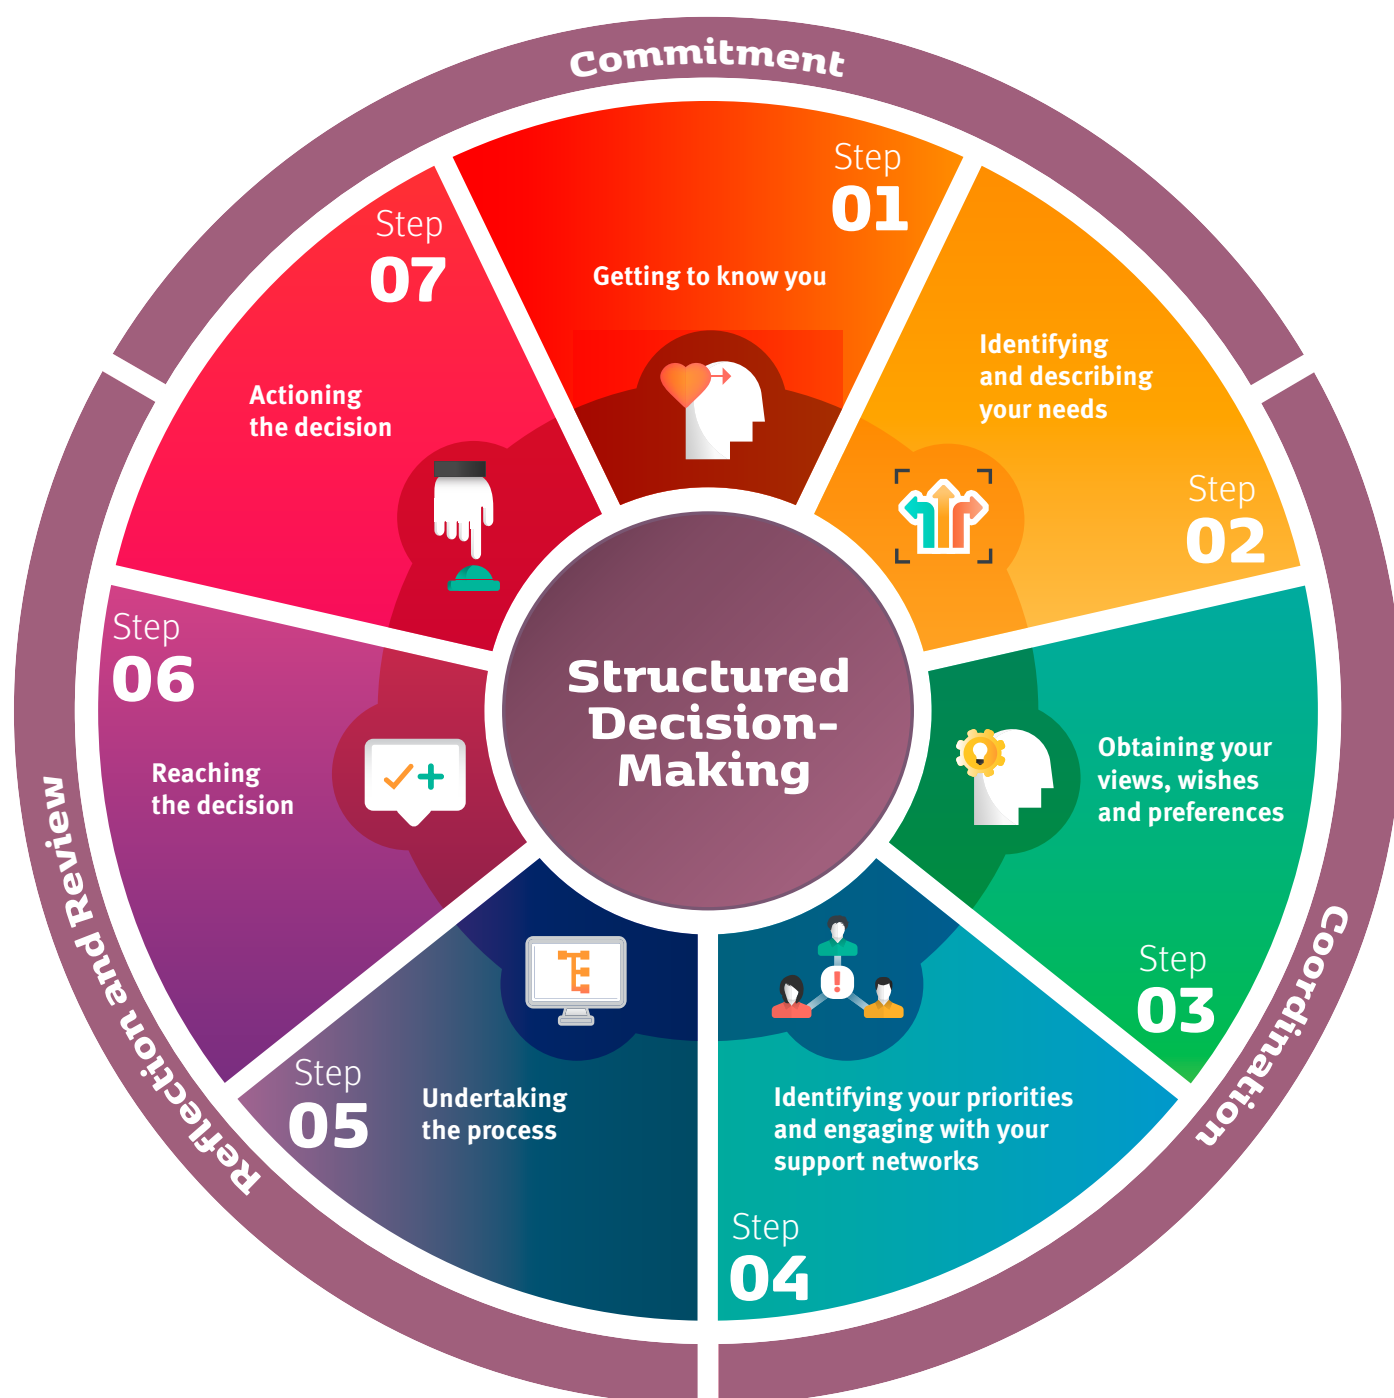 Commitment
Step
01
Getting to know you
Identifying
and describing
your needs
Step
02
Obtaining your
views, wishes
and preferences
Step
03
Identifying your priorities
and engaging with your
support networks
Step
04
Step
05
Undertaking
the process
Step
06
Reaching
the decision
Step
07
Actioning
the decision
Structured
Decision-
Making
Coordination
Reflection and Review
!